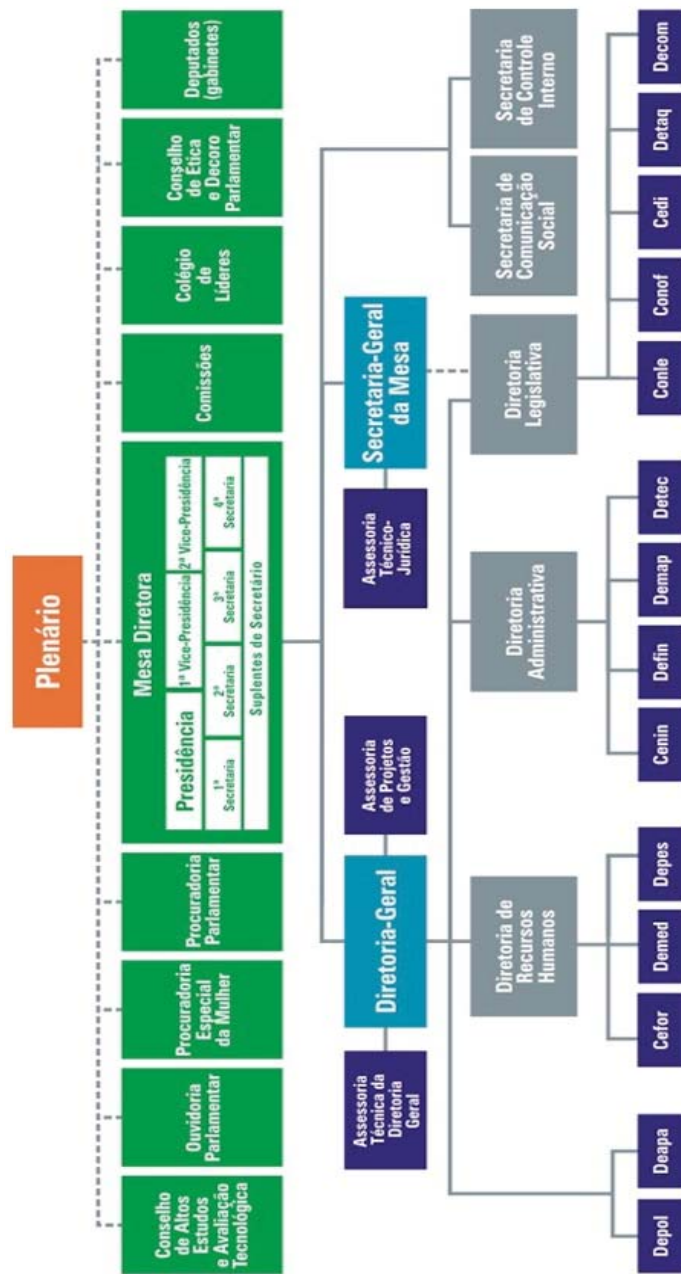 Plenário
Conselho
de Altos
Estudos
e Avaliação
Tecnológica
Ouvidoria
Parlamentar
Procuradoria
Especial
da Mulher
Procuradoria
Parlamentar
Mesa Diretora
Presidência
1ª Vice-Presidência
2ª Vice-Presidência
1ª
Secretaria
2ª
Secretaria
3ª
Secretaria
4ª
Secretaria
Suplentes de Secretário
Comissões
Colégio
de
Líderes
Conselho
de Etica
e Decoro
Parlamentar
Deputados
(gabinetes)
Assessoria
Técnica da
Diretoria
Geral
Diretoria-Geral
Assessoria
de Projetos
e Gestão
Assessoria
Técnico-
Jurídica
Secretaria-Geral
da Mesa
Diretoria de
Recursos
Humanos
Diretoria
Administrativa
Diretoria
Legislativa
Secretaria de
Comunicação
Social
Secretaria
de Controle
Interno
Depol
Deapa
Cefor
Demed
Depes
Cenin
Defin
Demap
Detec
Conle
Conof
Cedi
Detaq
Decom